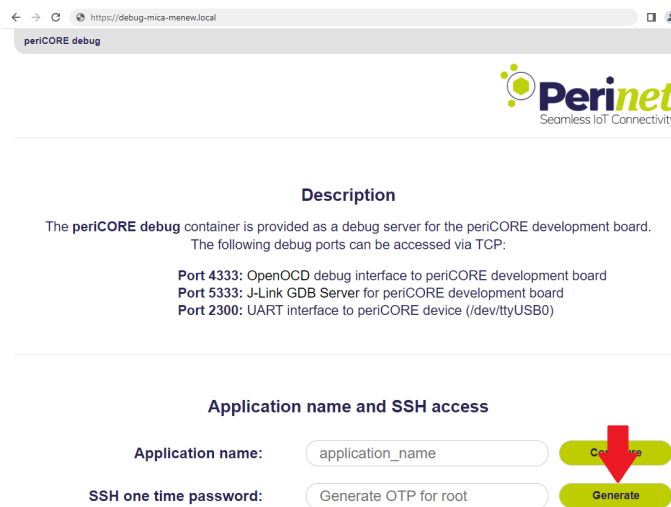 https://debug-mica-menew.local
periCORE debug
Perinet
Seamless IoT Connectivity
Description
The periCORE debug container is provided as a debug server for the periCORE development board.
The following debug ports can be accessed via TCP:
Port 4333: OpenOCD debug interface to periCORE development board
Port 5333: J-Link GDB Server for periCORE development board
Port 2300: UART interface to periCORE device (/dev/ttyUSB0)
Application name and SSH access
Application name: application_name
SSH one time password: Generate OTP for root Generate